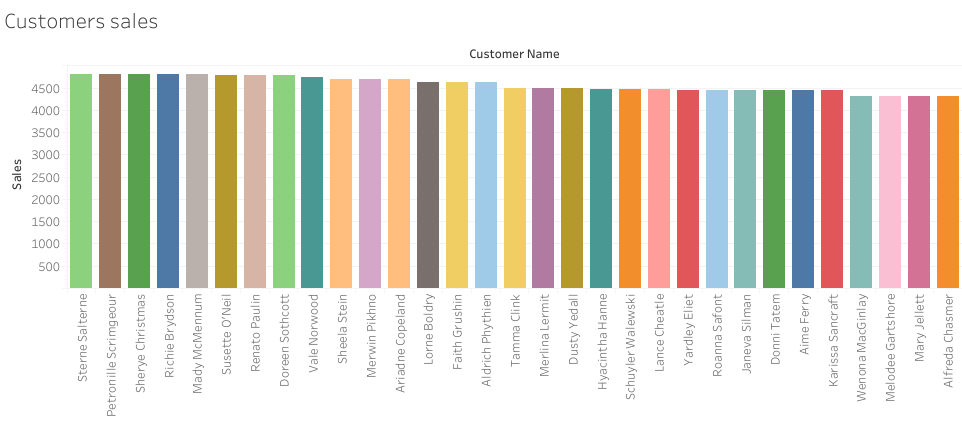 Customers sales
Customer Name
Sales
4500
4000
3500
3000
2500
2000
1500
1000
500
Sterne Salterne
Petronille Scrimgeour
Sherye Christmas
Richie Brydson
Mady McMennum
Susette O'Neil
Renato Paulin
Doreen Sothcott
Vale Norwood
Sheela Stein
Merwin Pikhno
Ariadne Copeland
Lorne Boldry
Faith Grushin
Aldrich Phythien
Tamma Clink
Merlina Lermit
Dusty Yedall
Hyacintha Hanne
Schuyler Walewski
Lance Cheatle
Yardley Eliet
Roanna Safont
Janeva Silman
Donni Tatem
Aime Ferry
Karissa Sancraft
Wenona MacGinlay
Melodee Gartshore
Mary Jellett
Alfreda Chasmer